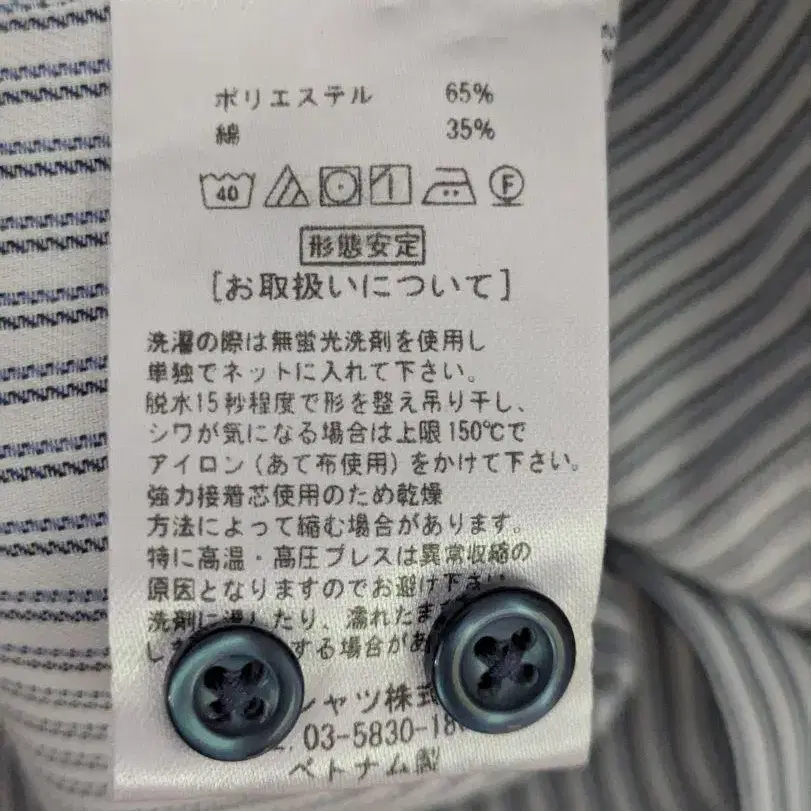 ポリエステル 65%
綿 35%
40 F
形態安定
[お取扱いについて]
洗濯の際は無蛍光洗剤を使用し
単独でネットに入れて下さい。
脱水15秒程度で形を整え吊り干し、
シワが気になる場合は上限150℃で
アイロン(あて布使用)をかけて下さい。
強力接着芯使用のため乾燥
方法によって縮む場合があります。
特に高温・高圧プレスは異常収縮の
原因となりますのでお避け下さい
洗剤に したり、濡れたま
し する場合があ
シャツ株式
03-5830-18
ベトナム製